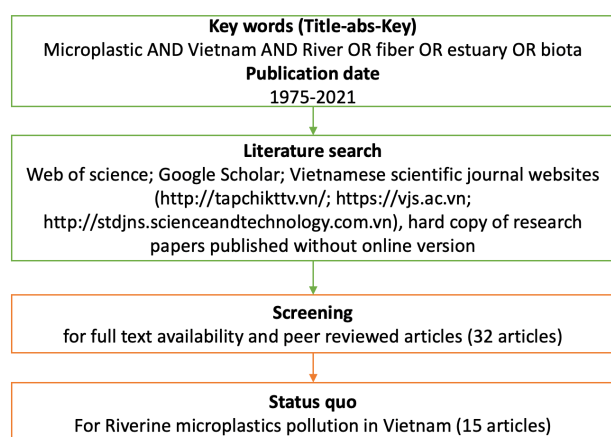 Key words (Title-abs-Key)
Microplastic AND Vietnam AND River OR fiber OR estuary OR biota
Publication date
1975-2021
Literature search
Web of science; Google Scholar; Vietnamese scientific journal websites
(http://tapchikttv.vn/; https://vjs.ac.vn;
http://stdjns.scienceandtechnology.com.vn), hard copy of research
papers published without online version
Screening
for full text availability and peer reviewed articles (32 articles)
Status quo
For Riverine microplastics pollution in Vietnam (15 articles)